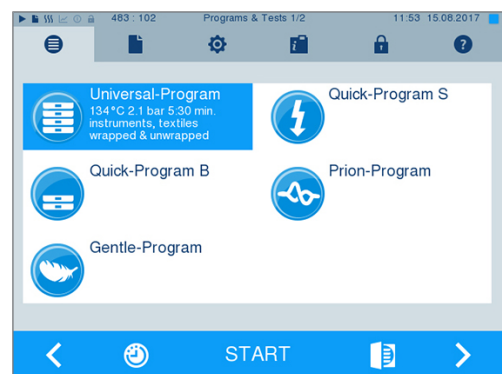 483 : 102 Programs & Tests 1/2 11:53 15.08.2017
Universal-Program
134°C 2.1 bar 5:30 min.
instruments, textiles
wrapped & unwrapped
Quick-Program S
Quick-Program B
Prion-Program
Gentle-Program
START